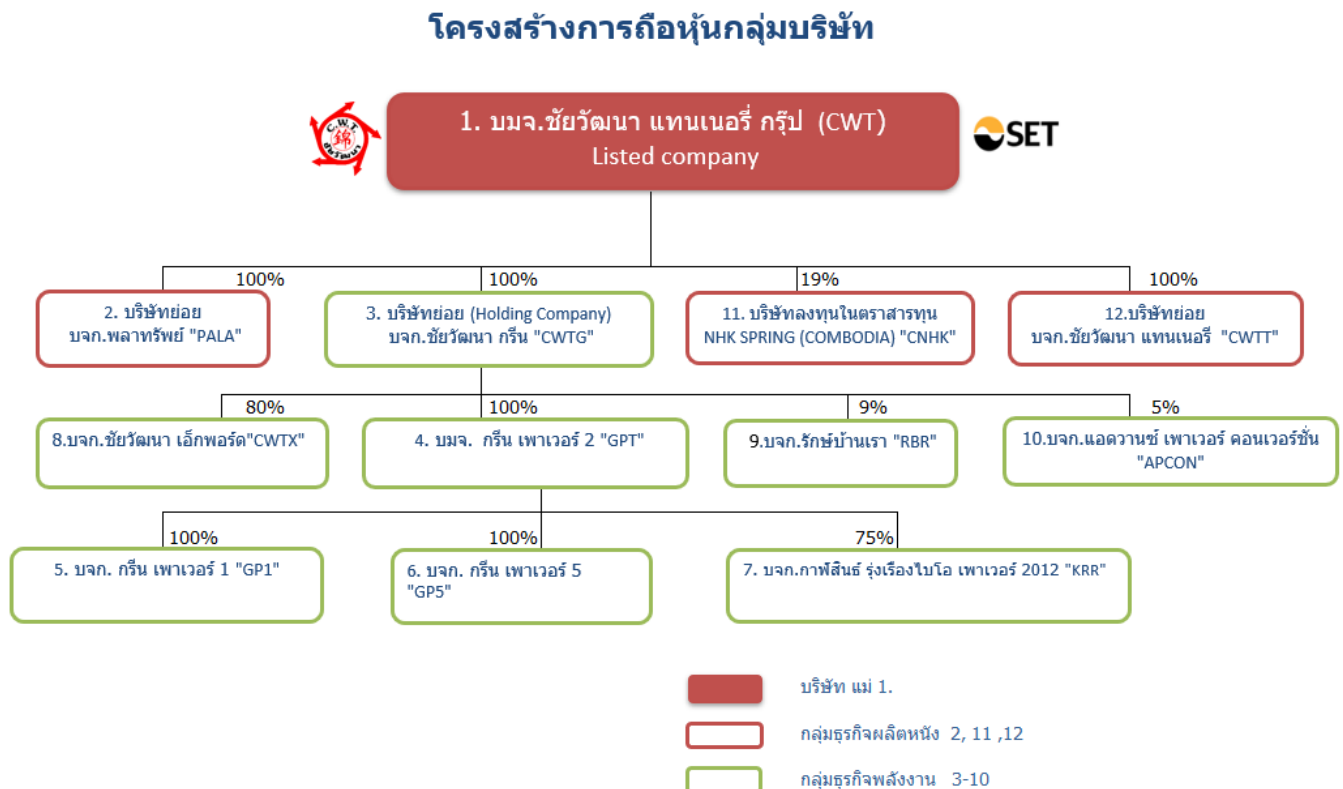 โครงสร้างการถือหุ้นกลุ่มบริษัท
1. บมจ.ชัยวัฒนา แทนเนอรี่ กรุ๊ป (CWT)
Listed company
C.W.T.
錦
ชัยวัฒนา
SET
100%
100%
19%
100%
2. บริษัทย่อย
บจก.พลาทรัพย์ "PALA"
3. บริษัทย่อย (Holding Company)
บจก.ชัยวัฒนา กรีน "CWTG"
11. บริษัทลงทุนในตราสารทุน
NHK SPRING (COMBODIA) "CNHK"
12.บริษัทย่อย
บจก.ชัยวัฒนา แทนเนอรี่ "CWTT"
80%
100%
9%
5%
8.บจก.ชัยวัฒนา เอ็กพอร์ต"CWTX"
4. บมจ. กรีน เพาเวอร์ 2 "GPT"
9.บจก.รักษ์บ้านเรา "RBR"
10.บจก.แอดวานซ์ เพาเวอร์ คอนเวอร์ชั่น
"APCON"
100%
100%
75%
5. บจก. กรีน เพาเวอร์ 1 "GP1"
6. บจก. กรีน เพาเวอร์ 5
"GP5"
7. บจก.กาฬสินธุ์ รุ่งเรืองไบโอ เพาเวอร์ 2012 "KRR"
บริษัท แม่ 1.
กลุ่มธุรกิจผลิตหนัง 2, 11 ,12
กลุ่มธุรกิจพลังงาน 3-10